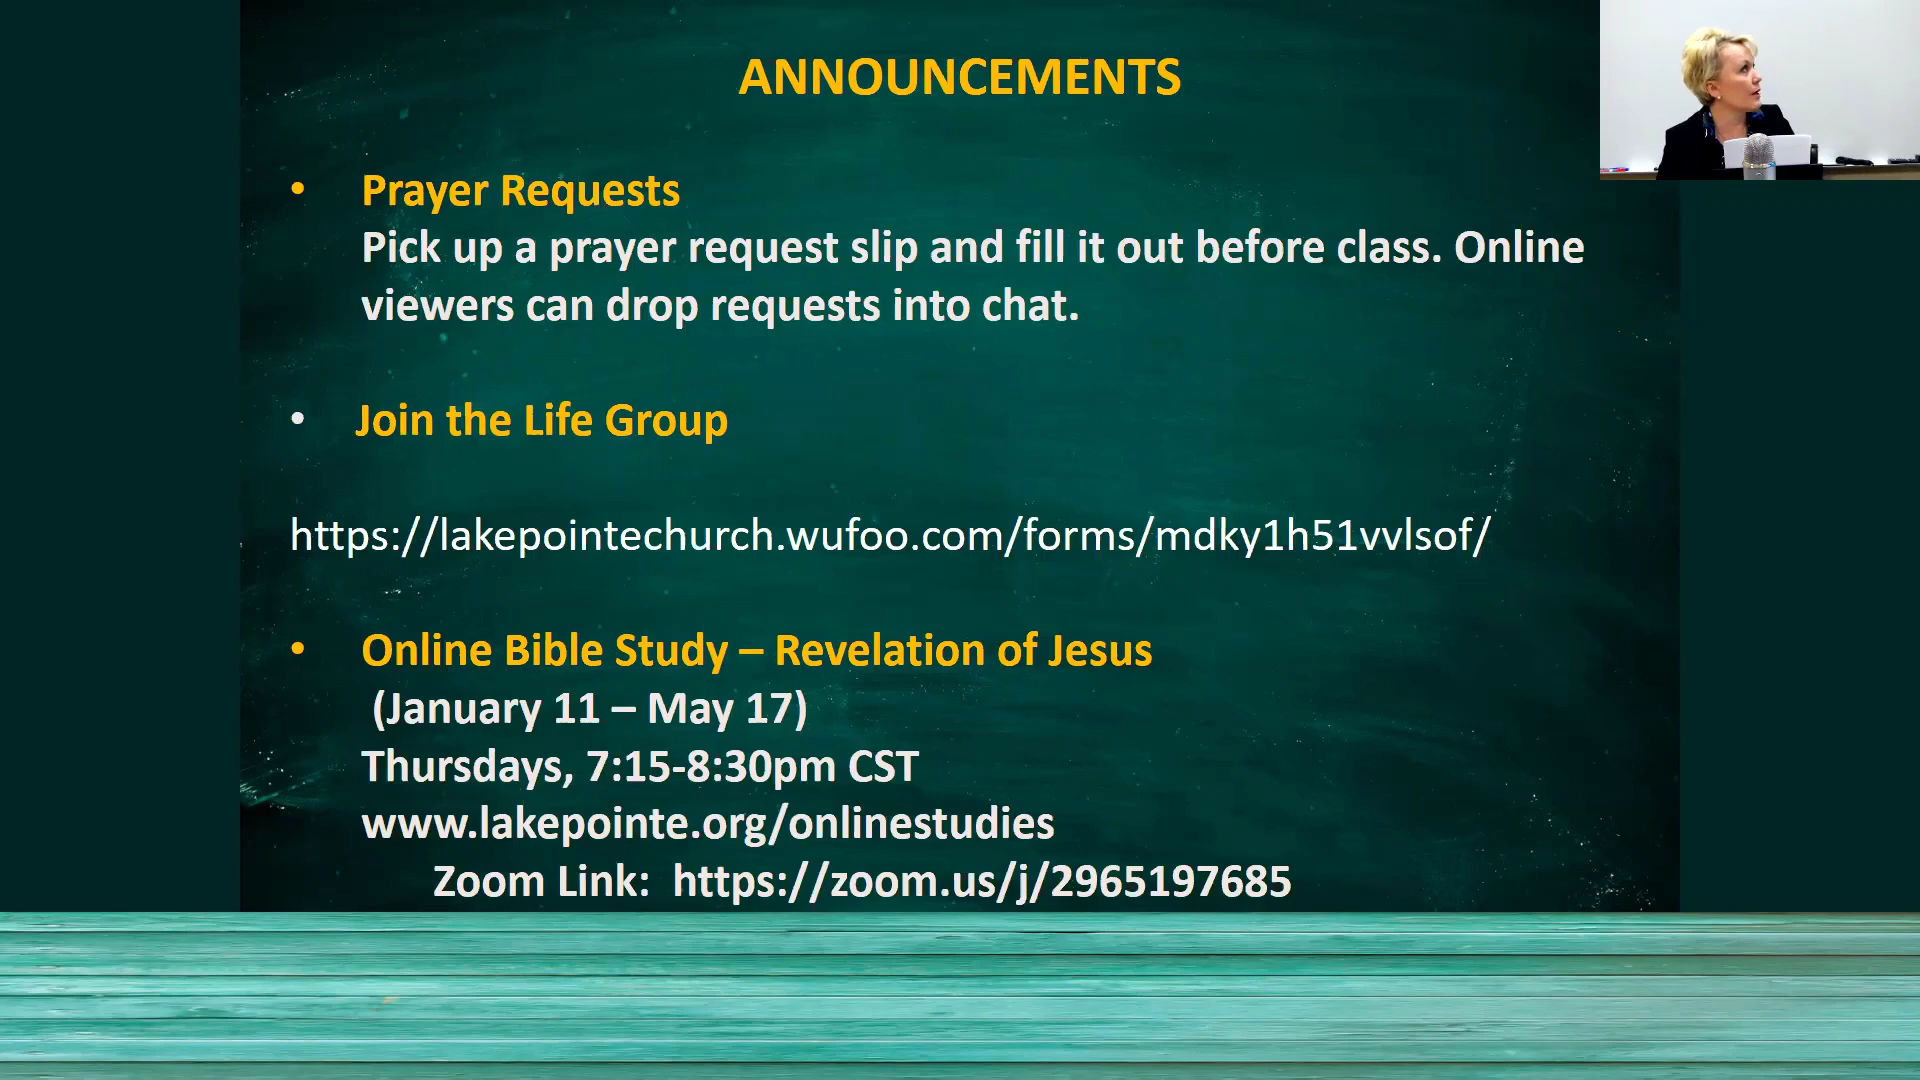 ANNOUNCEMENTS
• Prayer Requests
Pick up a prayer request slip and fill it out before class. Online
viewers can drop requests into chat.
• Join the Life Group
https://lakepointechurch.wufoo.com/forms/mdky1h51vvlsof/
• Online Bible Study – Revelation of Jesus
(January 11 – May 17)
Thursdays, 7:15-8:30pm CST
www.lakepointe.org/onlinestudies
Zoom Link: https://zoom.us/j/2965197685